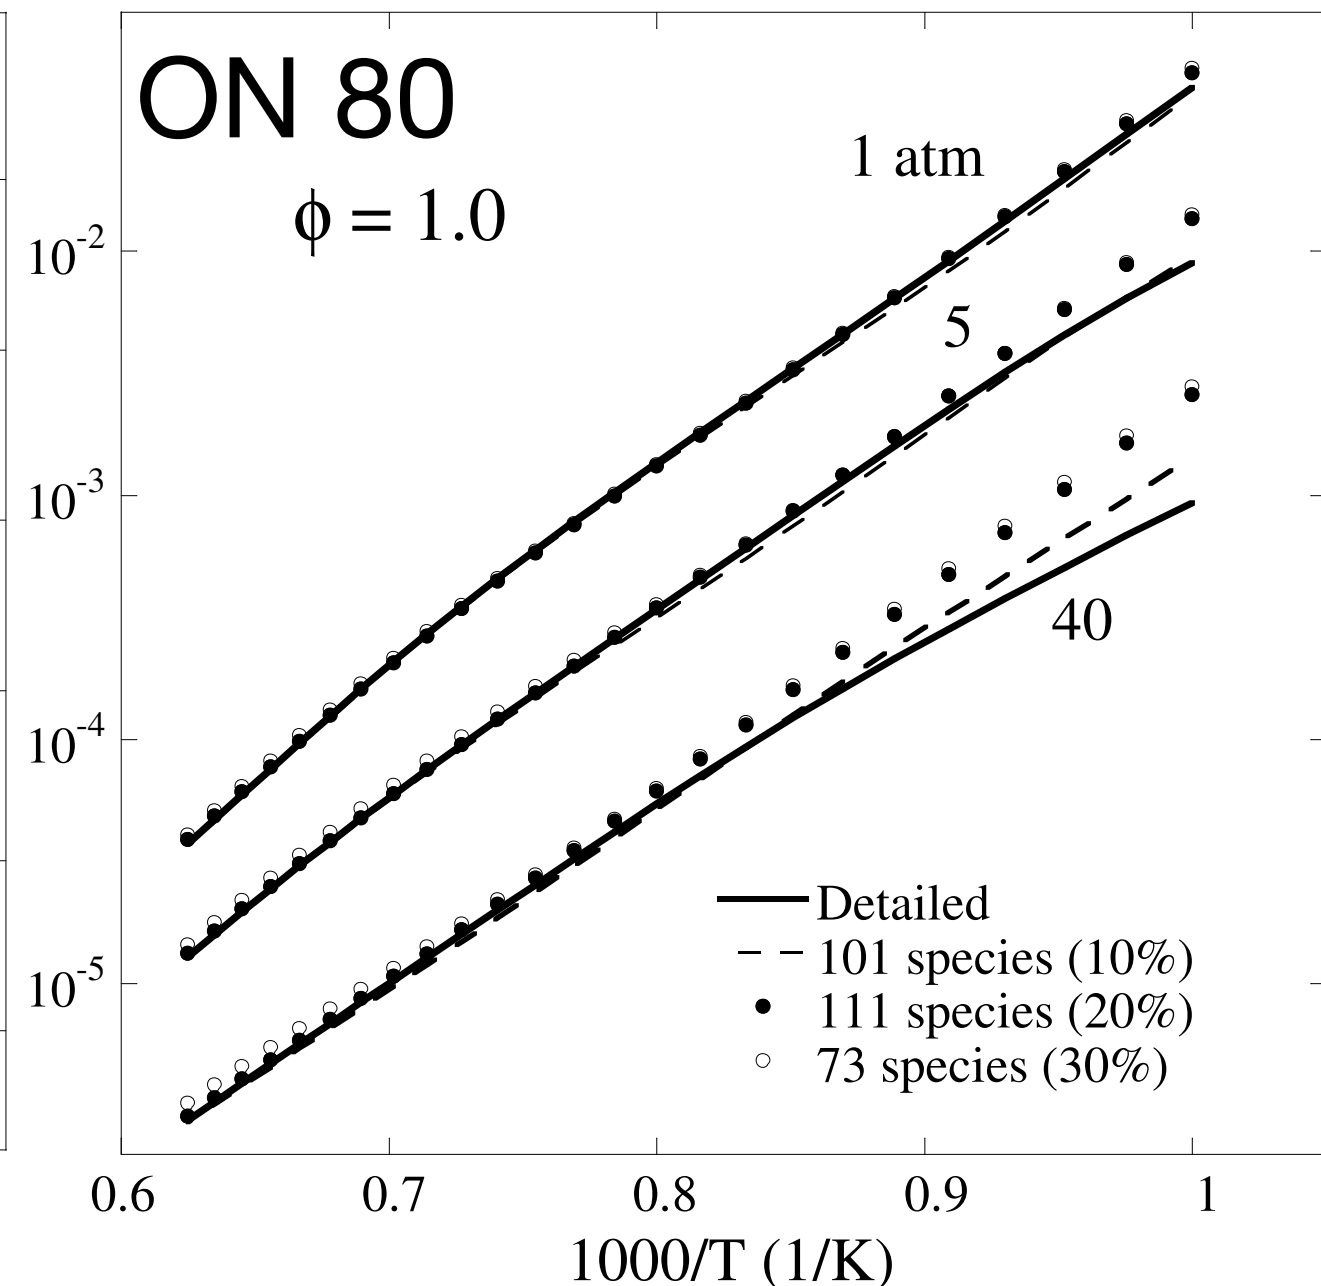 ON 80
1 atm
ϕ = 1.0
10-2
5
10-3
40
10-4
Detailed
101 species (10%)
10-5
111 species (20%)
73 species (30%)
0.6 0.7 0.8 0.9 1
1000/T (1/K)